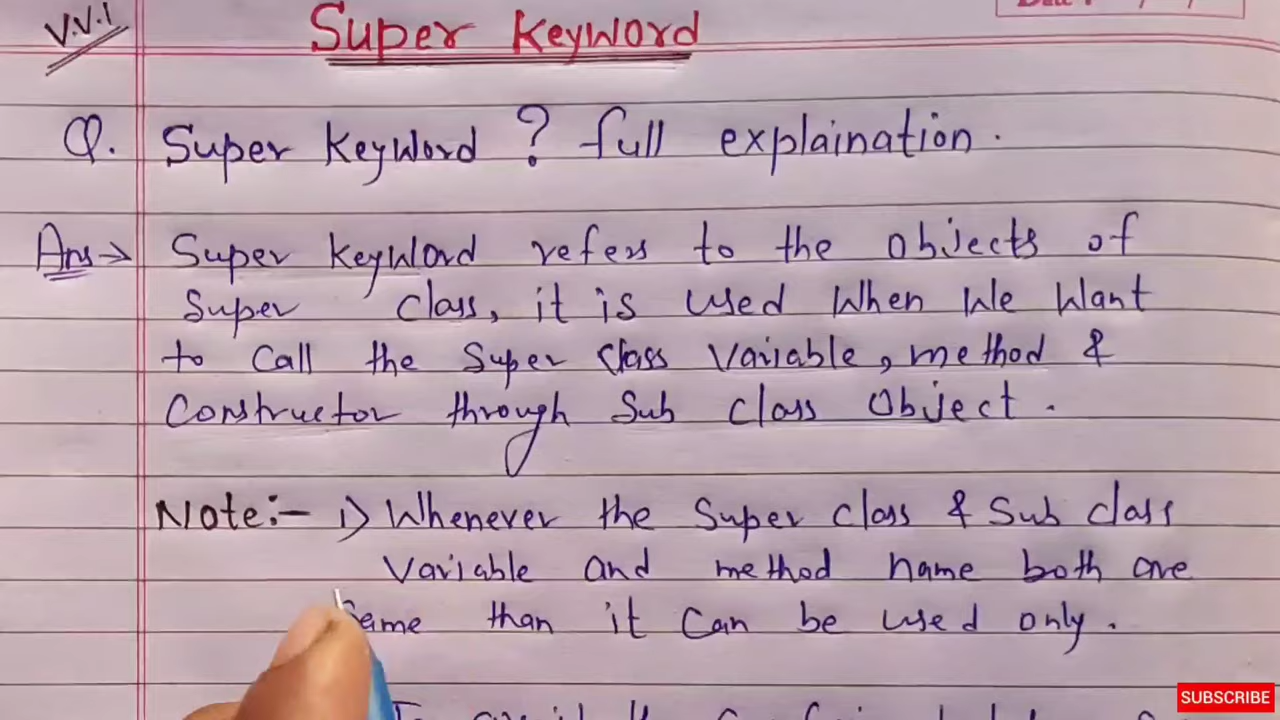 V.V.I
Super Keyword
Q. Super Keyword ? full explaination.
Ans→ Super Keyword refers to the objects of
Super class, it is used when we want
to call the super class variable, method &
Constructor through sub class object.
Note:- 1) Whenever the super class & sub class
variable and method name both are
Same than it can be used only.
SUBSCRIBE